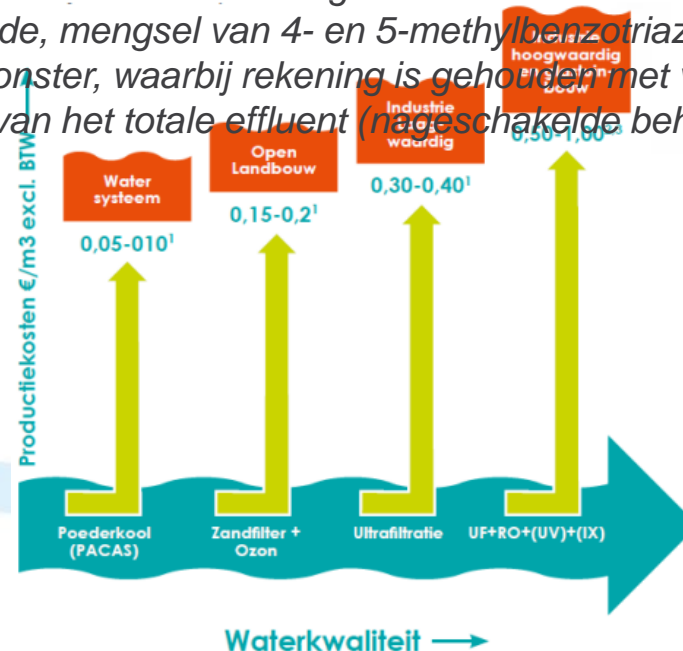 de, mengsel van 4- en 5-methylbenzotriaz
onster, waarbij rekening is gehouden met
van het totale effluent (nageschakelde beh
Productiekosten €/m3 excl. BTW
Water
systeem
0,05-010¹
Open
Landbouw
0,15-0,2¹
Industrie
waardig
0,30-0,40¹
hoogwaardig
bouw
0,50-1,00
Poederkool
(PACAS)
Zandfilter +
Ozon
Ultrafiltratie
UF+RO+(UV)+(IX)
Waterkwaliteit